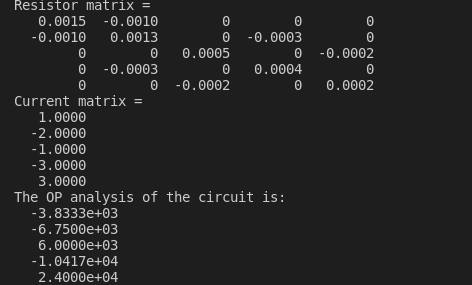 Resistor matrix =
0.0015 -0.0010 0 0 0
-0.0010 0.0013 0 -0.0003 0
0 0 0.0005 0 -0.0002
0 -0.0003 0 0.0004 0
0 0 -0.0002 0 0.0002
Current matrix =
1.0000
-2.0000
-1.0000
-3.0000
3.0000
The OP analysis of the circuit is:
-3.8333e+03
-6.7500e+03
6.0000e+03
-1.0417e+04
2.4000e+04